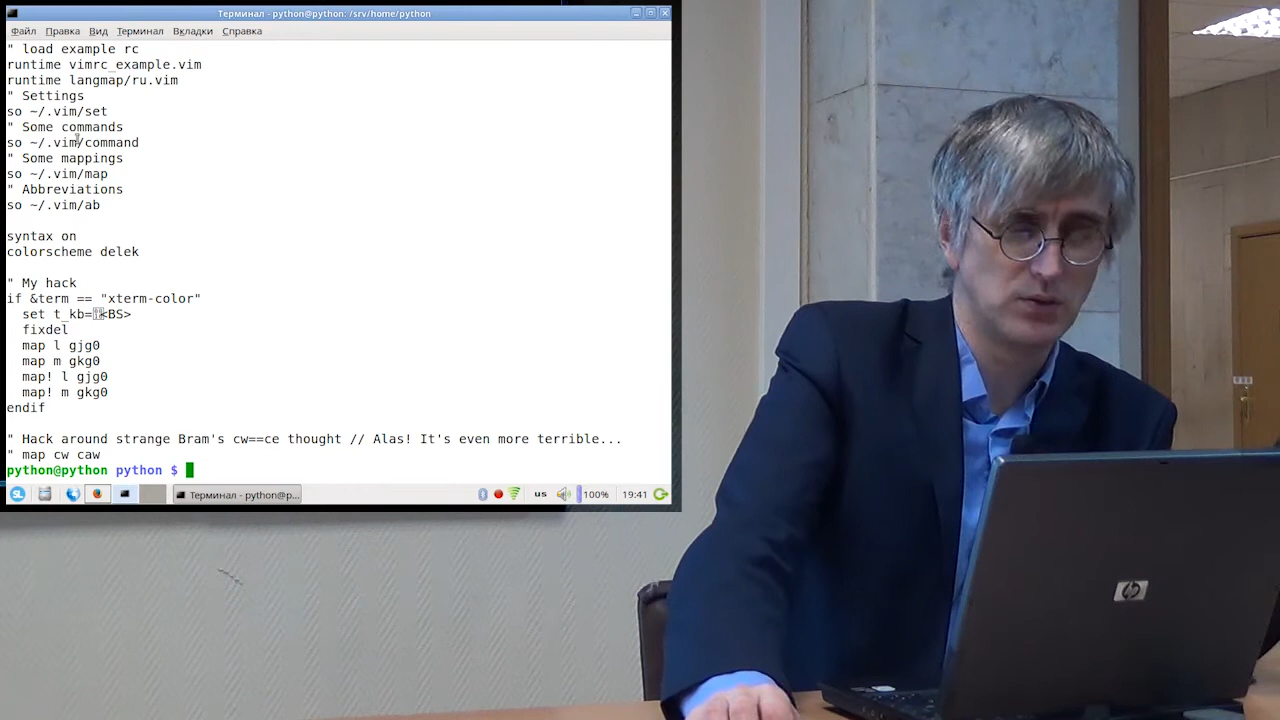 Терминал - python@python: /srv/home/python
Файл Правка Вид Терминал Вкладки Справка
" load example rc
runtime vimrc_example.vim
runtime langmap/ru.vim
" Settings
so ~/.vim/set
" Some commands
so ~/.vim/command
" Some mappings
so ~/.vim/map
" Abbreviations
so ~/.vim/ab
syntax on
colorscheme delek
" My hack
if &term == "xterm-color"
set t_kb=<BS>
fixdel
map l gjg0
map m gkg0
map! l gjg0
map! m gkg0
endif
" Hack around strange Bram's cw==ce thought // Alas! It's even more terrible...
" map cw caw
python@python python $
SL Терминал - python@p... us 100% 19:41
hp